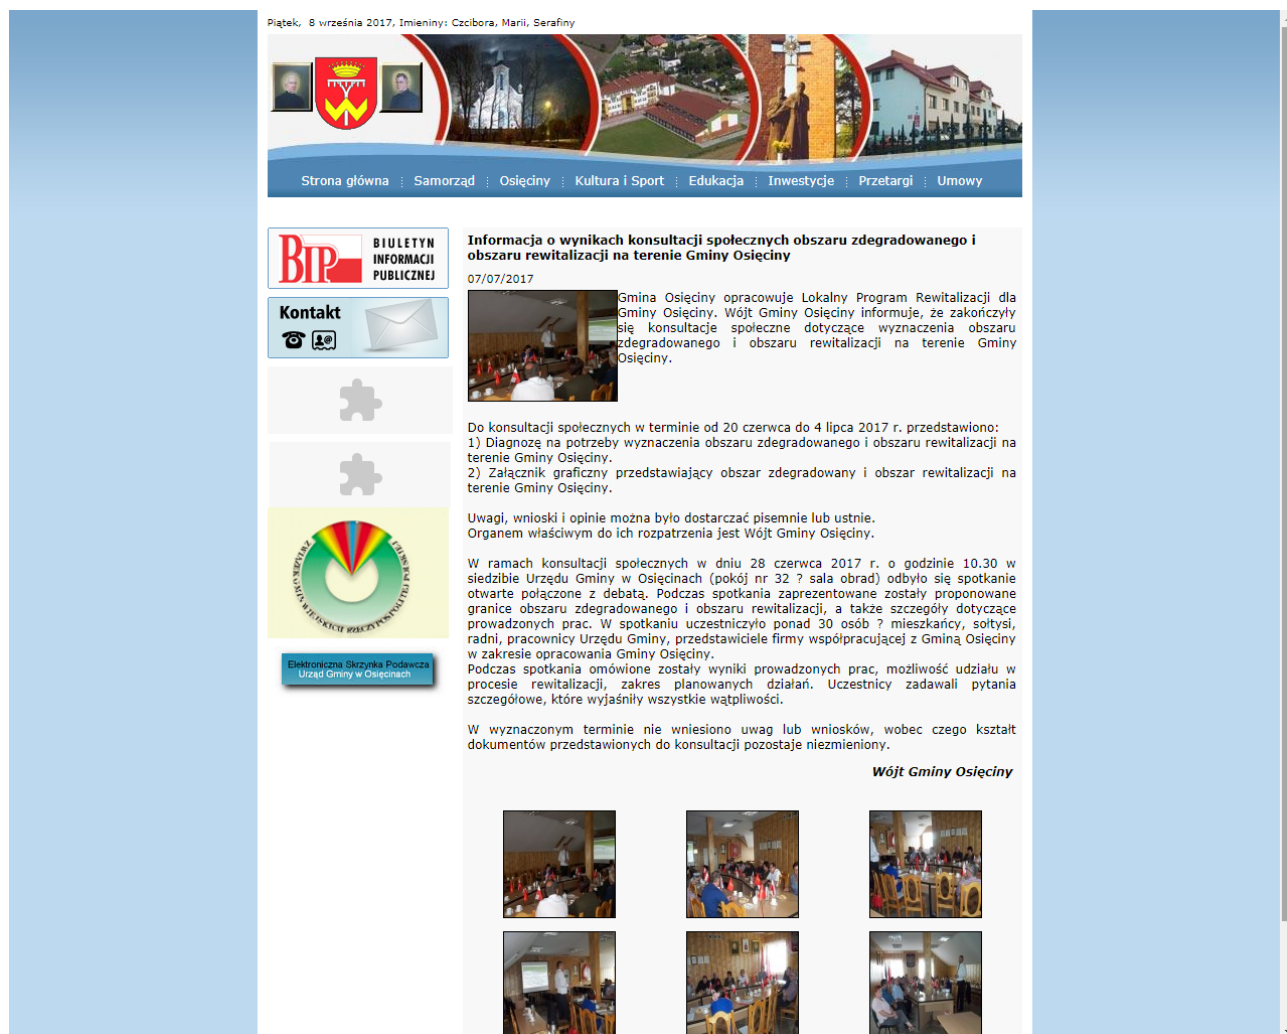 Piątek, 8 września 2017, Imieniny: Czcibora, Marii, Serafiny
Strona główna
Samorząd
Osięciny
Kultura i Sport
Edukacja
Inwestycje
Przetargi
Umowy
BIP
BIULETYN
INFORMACJI
PUBLICZNEJ
Kontakt
ZWIĄZEK GMIN WIEJSKICH RZECZYPOSPOLITEJ POLSKIEJ
Elektroniczna Skrzynka Podawcza
Urząd Gminy w Osięcinach
Informacja o wynikach konsultacji społecznych obszaru zdegradowanego i
obszaru rewitalizacji na terenie Gminy Osięciny
07/07/2017
Gmina Osięciny opracowuje Lokalny Program Rewitalizacji dla
Gminy Osięciny. Wójt Gminy Osięciny informuje, że zakończyły
się konsultacje społeczne dotyczące wyznaczenia obszaru
zdegradowanego i obszaru rewitalizacji na terenie Gminy
Osięciny.
Do konsultacji społecznych w terminie od 20 czerwca do 4 lipca 2017 r. przedstawiono:
1) Diagnozę na potrzeby wyznaczenia obszaru zdegradowanego i obszaru rewitalizacji na
terenie Gminy Osięciny.
2) Załącznik graficzny przedstawiający obszar zdegradowany i obszar rewitalizacji na
terenie Gminy Osięciny.
Uwagi, wnioski i opinie można było dostarczać pisemnie lub ustnie.
Organem właściwym do ich rozpatrzenia jest Wójt Gminy Osięciny.
W ramach konsultacji społecznych w dniu 28 czerwca 2017 r. o godzinie 10.30 w
siedzibie Urzędu Gminy w Osięcinach (pokój nr 32 ? sala obrad) odbyło się spotkanie
otwarte połączone z debatą. Podczas spotkania zaprezentowane zostały proponowane
granice obszaru zdegradowanego i obszaru rewitalizacji, a także szczegóły dotyczące
prowadzonych prac. W spotkaniu uczestniczyło ponad 30 osób ? mieszkańcy, sołtysi,
radni, pracownicy Urzędu Gminy, przedstawiciele firmy współpracującej z Gminą Osięciny
w zakresie opracowania Gminy Osięciny.
Podczas spotkania omówione zostały wyniki prowadzonych prac, możliwość udziału w
procesie rewitalizacji, zakres planowanych działań. Uczestnicy zadawali pytania
szczegółowe, które wyjaśniły wszystkie wątpliwości.
W wyznaczonym terminie nie wniesiono uwag lub wniosków, wobec czego kształt
dokumentów przedstawionych do konsultacji pozostaje niezmieniony.
Wójt Gminy Osięciny